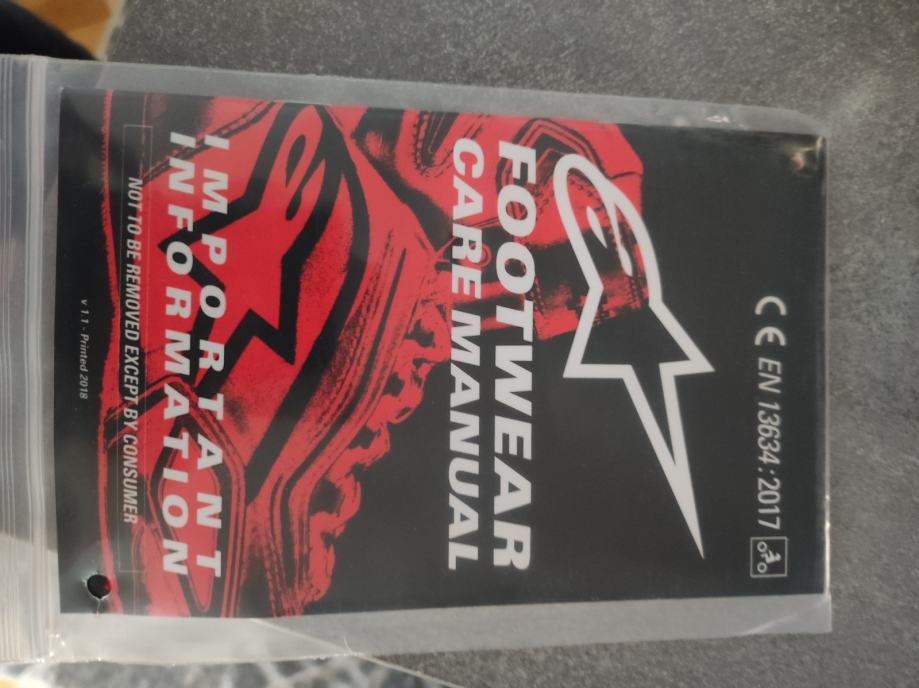 CE EN 13634:2017
FOOTWEAR
CARE MANUAL
IMPORTANT
INFORMATION
NOT TO BE REMOVED EXCEPT BY CONSUMER
v 1.1 - Printed 2018